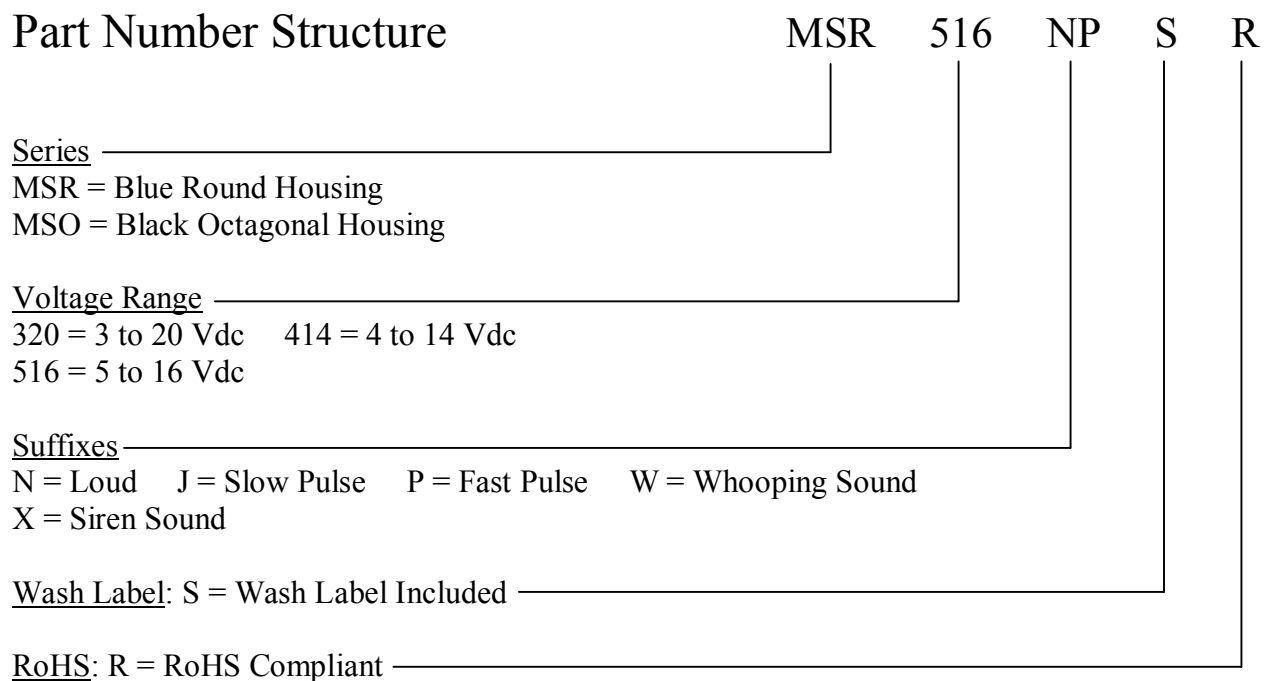 Part Number Structure MSR 516 NP S R
Series
MSR = Blue Round Housing
MSO = Black Octagonal Housing
Voltage Range
320 = 3 to 20 Vdc 414 = 4 to 14 Vdc
516 = 5 to 16 Vdc
Suffixes
N = Loud J = Slow Pulse P = Fast Pulse W = Whooping Sound
X = Siren Sound
Wash Label: S = Wash Label Included
RoHS: R = RoHS Compliant